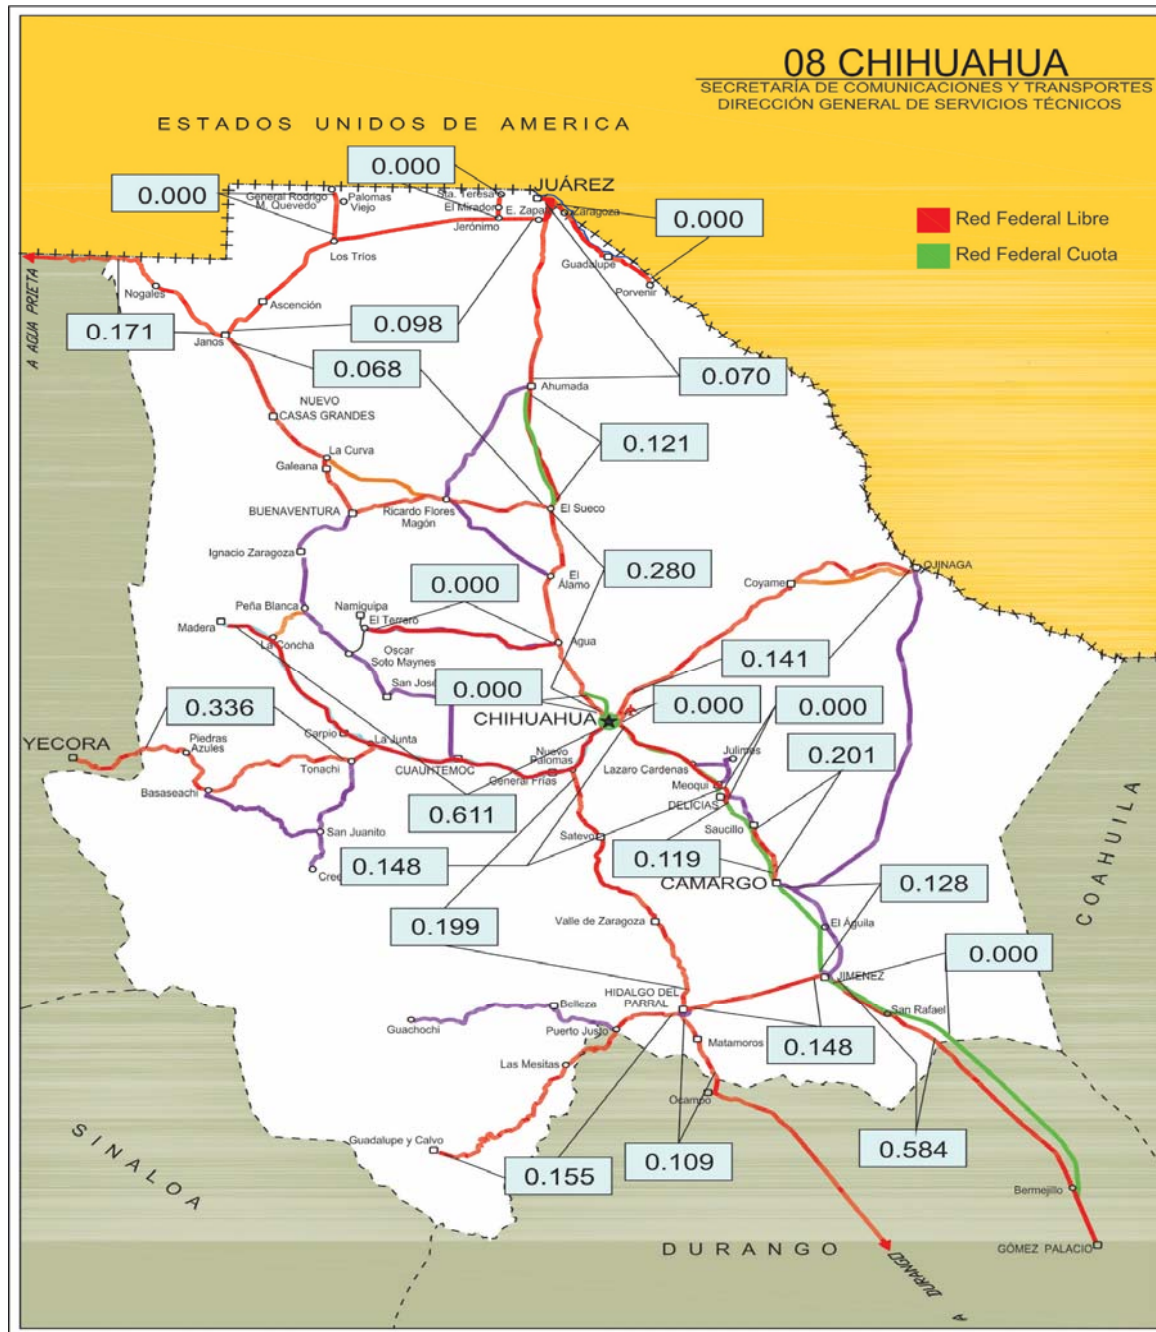 08 CHIHUAHUA
SECRETARÍA DE COMUNICACIONES Y TRANSPORTES
DIRECCIÓN GENERAL DE SERVICIOS TÉCNICOS
ESTADOS UNIDOS DE AMERICA
0.000
0.000
JUÁREZ
General Rodrigo
M. Quevedo
Palomas
Viejo
Sta. Teresa
El Mirador
E. Zapa
Zaragoza
Jerónimo
0.000
Red Federal Libre
Red Federal Cuota
Los Tríos
Guadalupe
Porvenir
A AGUA PRIETA
Nogales
Ascención
0.171
Janos
0.098
0.068
0.070
Ahumada
NUEVO
CASAS GRANDES
0.121
La Curva
Galeana
BUENAVENTURA
Ricardo Flores
Magón
El Sueco
Ignacio Zaragoza
0.280
El
Álamo
Coyame
OJINAGA
0.000
Peña Blanca
Namiquipa
El Terrero
Madera
La Concha
Agua
Oscar
Soto Maynes
0.141
San José
0.000
0.000
0.000
0.336
CHIHUAHUA
YECORA
Piedras
Azules
Carpio
La Junta
Nuevo
Palomas
Julimes
0.201
Tonachi
CUAUHTEMOC
General Frías
Lazaro Cardenas
Meoqui
DELICIAS
Basaseachi
0.611
Saucillo
San Juanito
Satevo
0.148
0.119
Cree
CAMARGO
0.128
COAHUILA
0.199
Valle de Zaragoza
El Águila
0.000
JIMENEZ
HIDALGO DEL
PARRAL
Belleza
San Rafael
Guachochi
Puerto Justo
Matamoros
0.148
Las Mesitas
Ocampo
Guadalupe y Calvo
0.155
0.109
0.584
SINALOA
Bermejillo
DURANGO
GÓMEZ PALACIO
A DURANGO